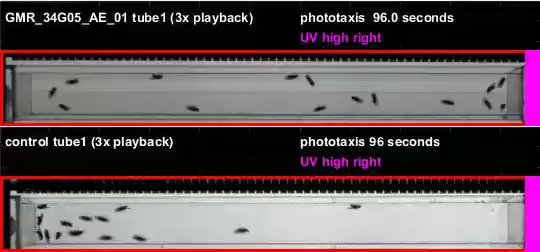 GMR_34G05_AE_01 tube1 (3x playback)
phototaxis 96.0 seconds
UV high right
control tube1 (3x playback)
phototaxis 96 seconds
UV high right